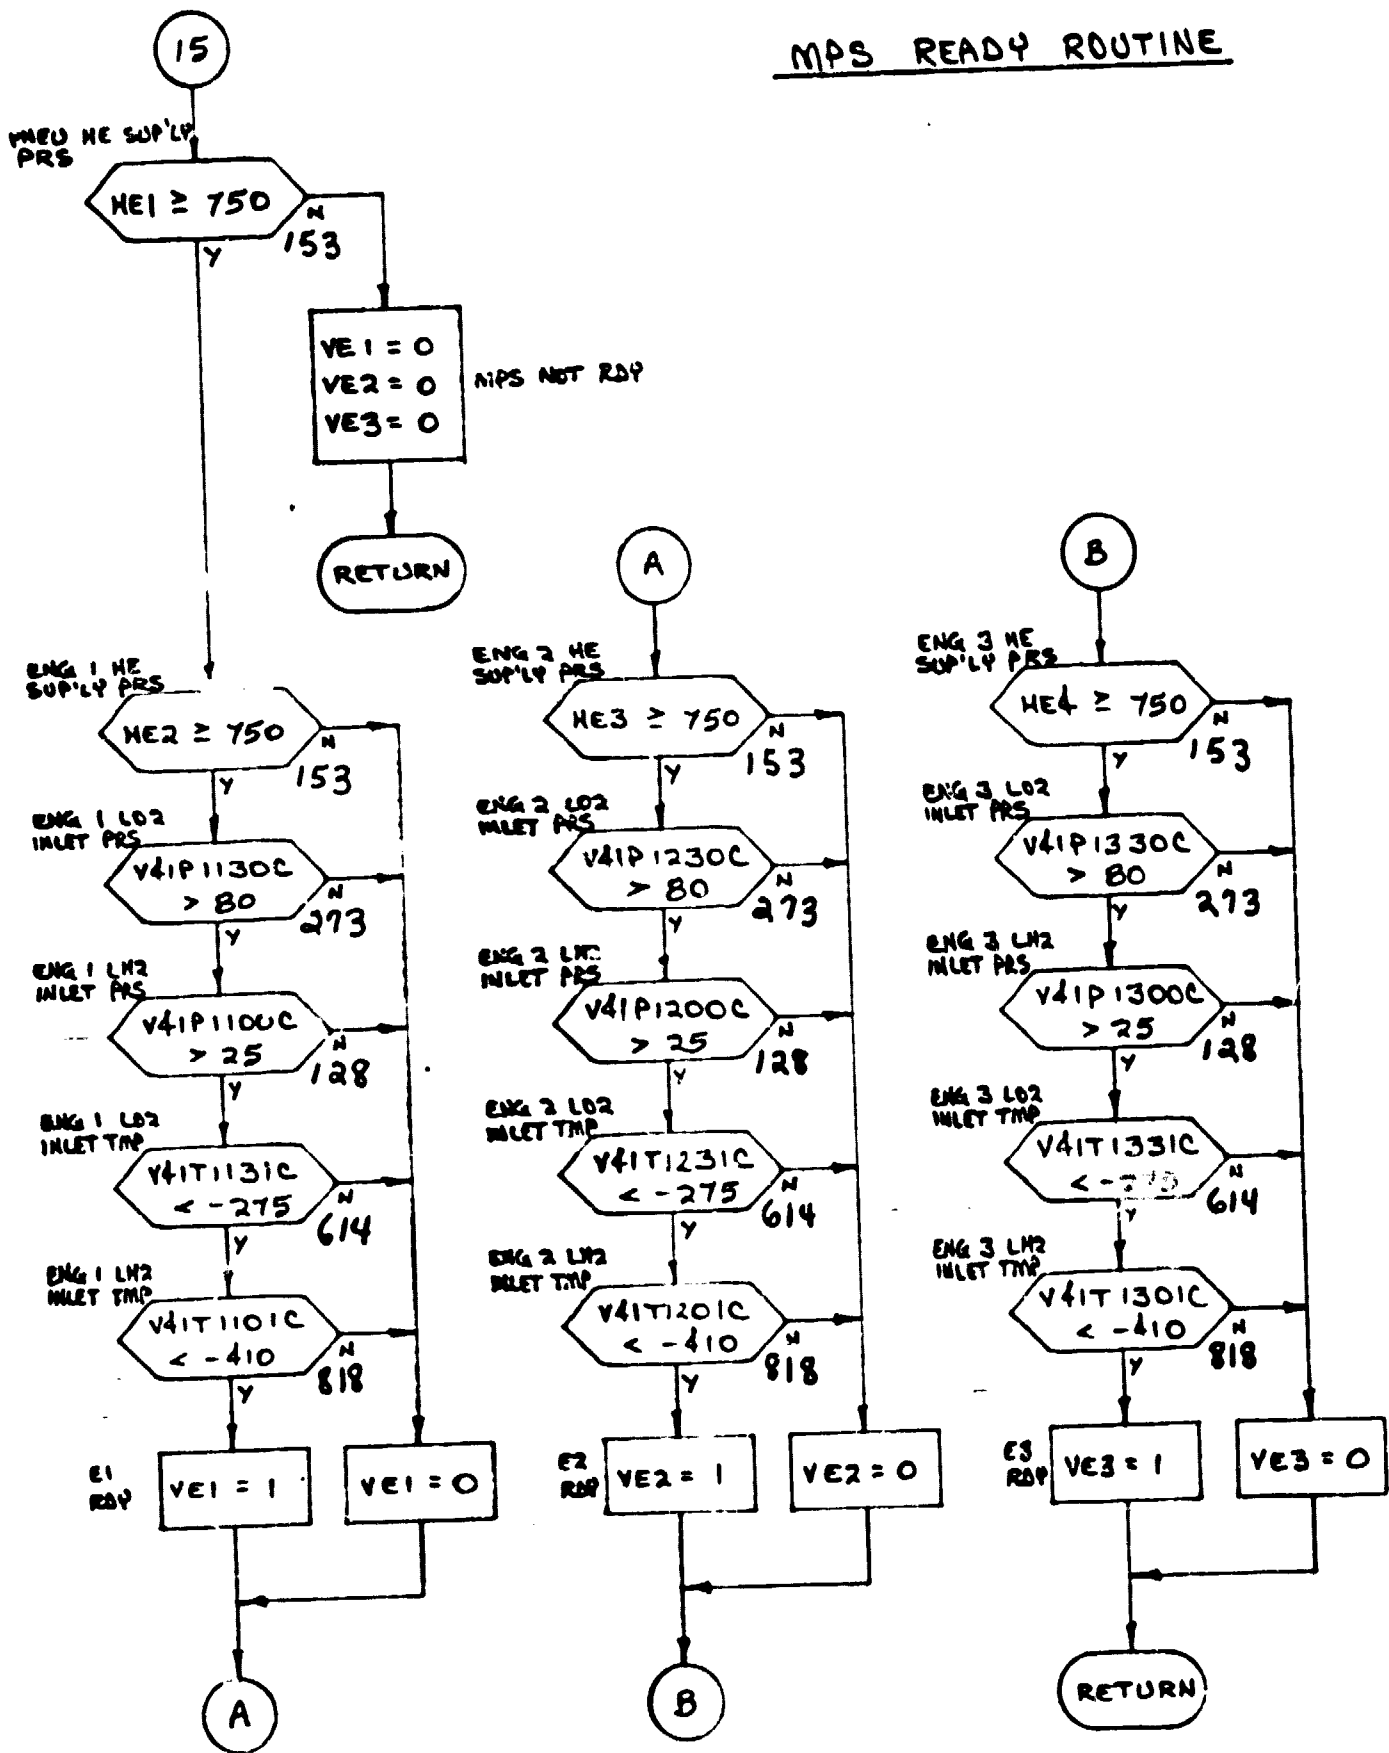 MPS READY ROUTINE
15
PNEU HE SUP'LY
PRS
HE1 ≥ 750
N
153
Y
VE1 = 0
VE2 = 0
VE3 = 0
MPS NOT RDY
RETURN
ENG 1 HE
SUP'LY PRS
HE2 ≥ 750
N
153
Y
ENG 1 LO2
INLET PRS
V41P1130C
> 80
N
273
Y
ENG 1 LH2
INLET PRS
V41P1100C
> 25
N
128
Y
ENG 1 LO2
INLET TMP
V41T1131C
< -275
N
614
Y
ENG 1 LH2
INLET TMP
V41T1101C
< -410
N
818
Y
E1
RDY
VE1 = 1
VE1 = 0
A
A
ENG 2 HE
SUP'LY PRS
HE3 ≥ 750
N
153
Y
ENG 2 LO2
INLET PRS
V41P1230C
> 80
N
273
Y
ENG 2
INLET PRS
V41P1200C
> 25
N
128
Y
ENG 2 LO2
INLET TMP
V41T1231C
< -275
N
614
Y
ENG 2 LH2
INLET TMP
V41T1201C
< -410
N
818
Y
E2
RDY
VE2 = 1
VE2 = 0
B
B
ENG 3 HE
SUP'LY PRS
HE4 ≥ 750
N
153
Y
ENG 3 LO2
INLET PRS
V41P1330C
> 80
N
273
Y
ENG 3 LH2
INLET PRS
V41P1300C
> 25
N
128
Y
ENG 3 LO2
INLET TMP
V41T1331C
<
N
614
Y
ENG 3 LH2
INLET TMP
V41T1301C
< -410
N
818
Y
E3
RDY
VE3 = 1
VE3 = 0
RETURN